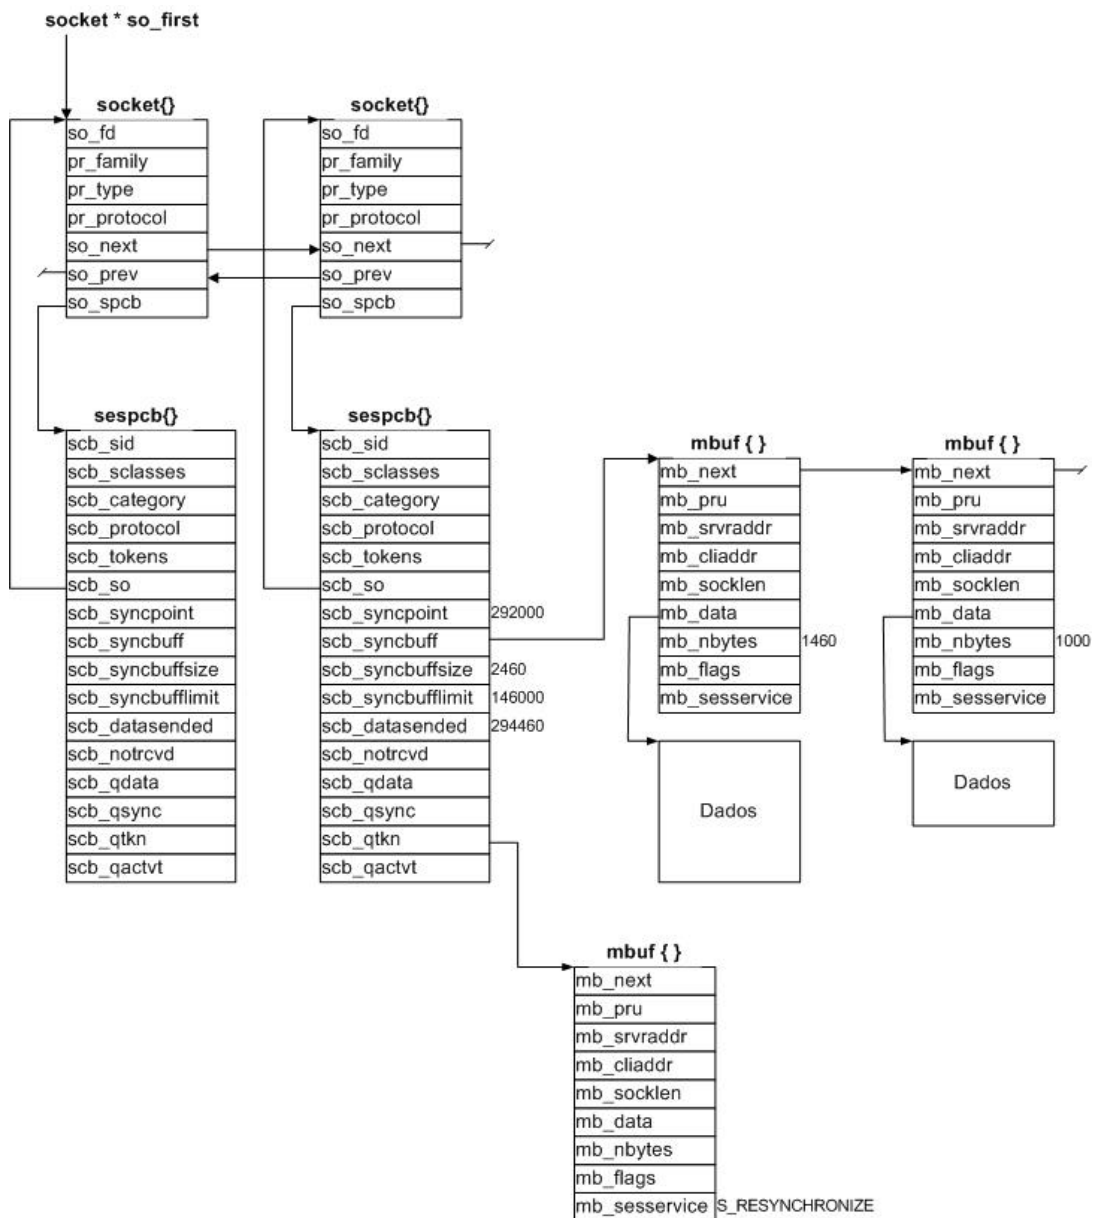 socket * so_first
socket{}
so_fd
pr_family
pr_type
pr_protocol
so_next
so_prev
so_spcb
socket{}
so_fd
pr_family
pr_type
pr_protocol
so_next
so_prev
so_spcb
sespcb{}
scb_sid
scb_sclasses
scb_category
scb_protocol
scb_tokens
scb_so
scb_syncpoint
scb_syncbuff
scb_syncbuffsize
scb_syncbufflimit
scb_datasended
scb_notrcvd
scb_qdata
scb_qsync
scb_qtkn
scb_qactvt
sespcb{}
scb_sid
scb_sclasses
scb_category
scb_protocol
scb_tokens
scb_so
scb_syncpoint 292000
scb_syncbuff
scb_syncbuffsize 2460
scb_syncbufflimit 146000
scb_datasended 294460
scb_notrcvd
scb_qdata
scb_qsync
scb_qtkn
scb_qactvt
mbuf { }
mb_next
mb_pru
mb_srvraddr
mb_cliaddr
mb_socklen
mb_data
mb_nbytes 1460
mb_flags
mb_sesservice
Dados
mbuf { }
mb_next
mb_pru
mb_srvraddr
mb_cliaddr
mb_socklen
mb_data
mb_nbytes 1000
mb_flags
mb_sesservice
Dados
mbuf { }
mb_next
mb_pru
mb_srvraddr
mb_cliaddr
mb_socklen
mb_data
mb_nbytes
mb_flags
mb_sesservice S_RESYNCHRONIZE